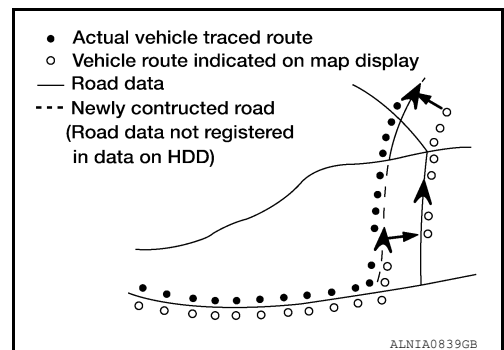 Actual vehicle traced route
Vehicle route indicated on map display
Road data
Newly contructed road
(Road data not registered
in data on HDD)
ALNIA0839GB